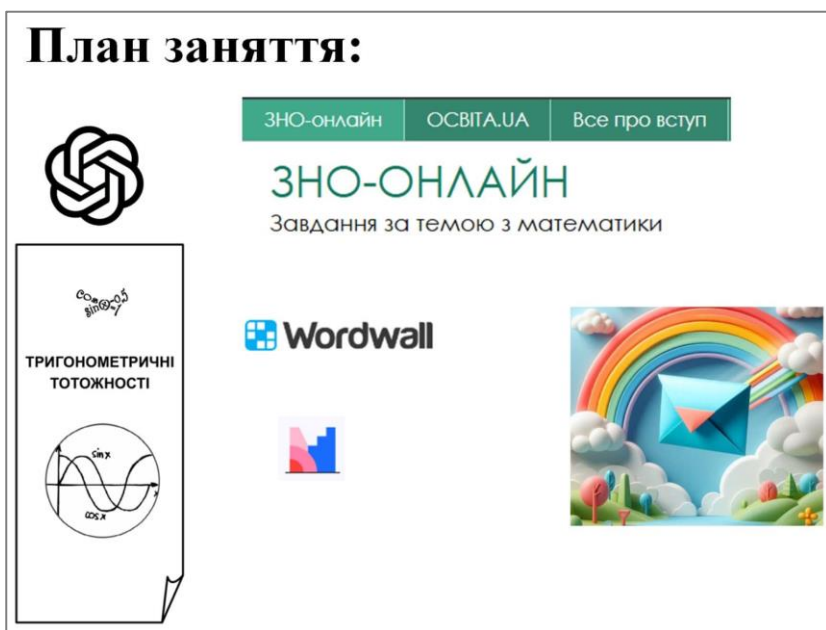 План заняття:
ЗНО-онлайн ОСВІТА.UA Все про вступ
ЗНО-ОНЛАЙН
Завдання за темою з математики
ТРИГОНОМЕТРИЧНІ
ТОТОЖНОСТІ
sin x
x
cos x
Wordwall